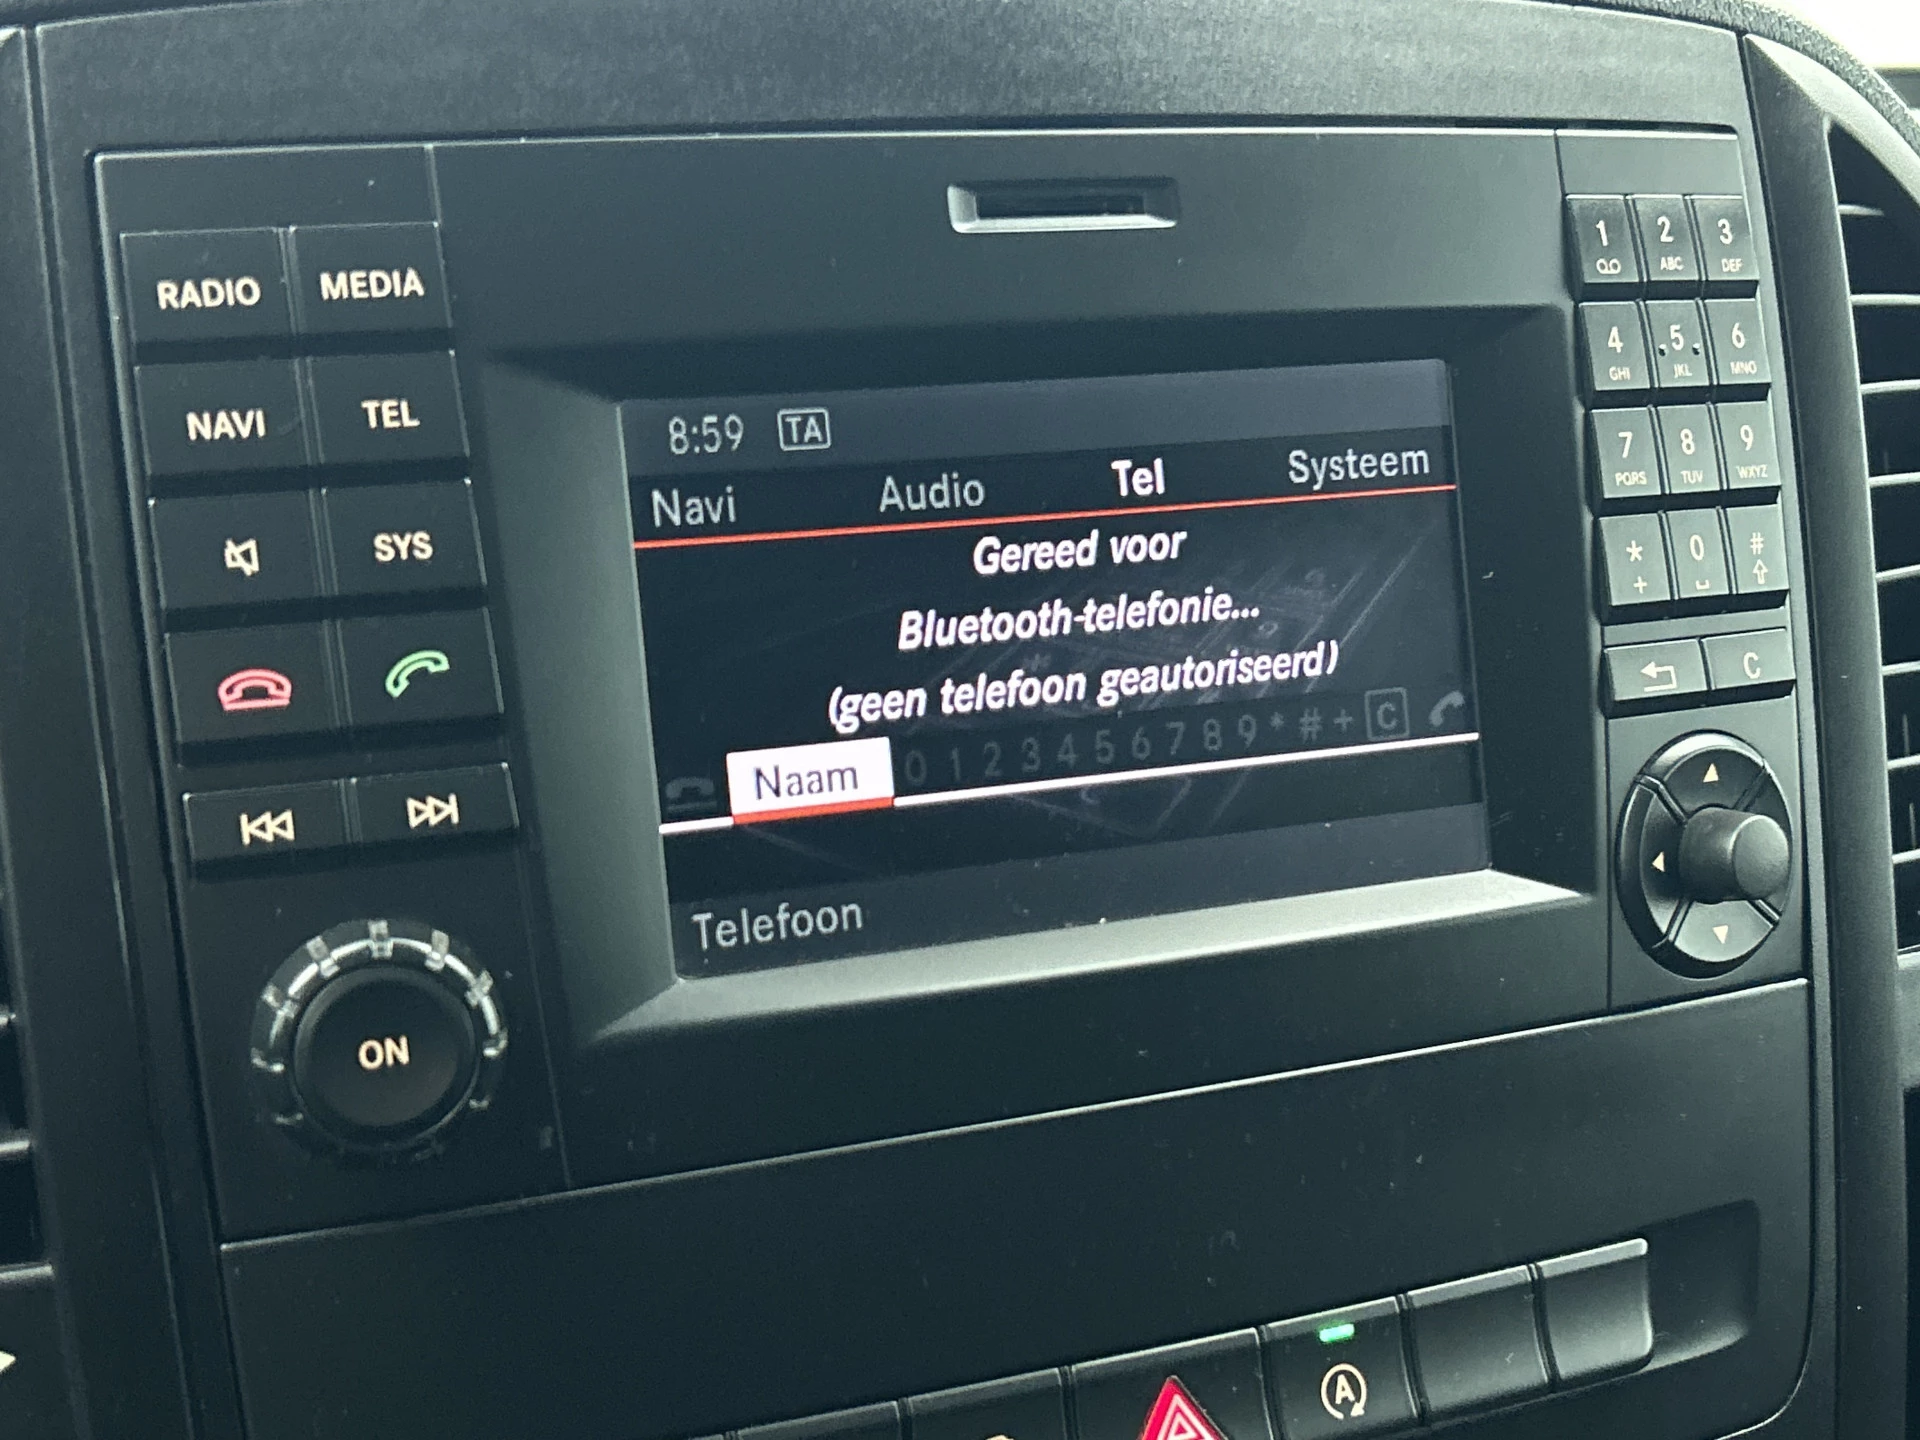 RADIO MEDIA
NAVI TEL
SYS
ON
8:59 TA
Navi Audio Tel Systeem
Gereed voor
Bluetooth-telefonie...
(geen telefoon geautoriseerd)
Naam 0 1 2 3 4 5 6 7 8 9 * # + C
Telefoon
1 2 3
ABC DEF
4 5 6
GHI JKL MNO
7 8 9
PQRS TUV WXYZ
* 0 #
+
C
A